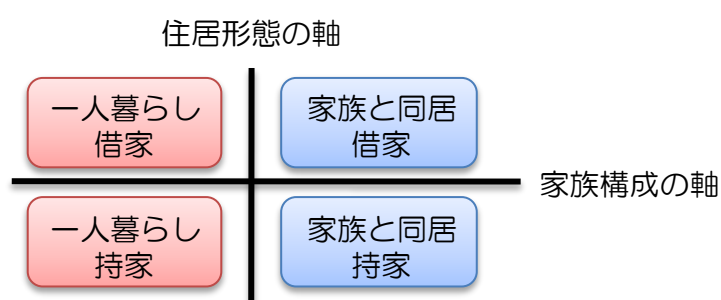 住居形態の軸
一人暮らし
借家
家族と同居
借家
家族構成の軸
一人暮らし
持家
家族と同居
持家